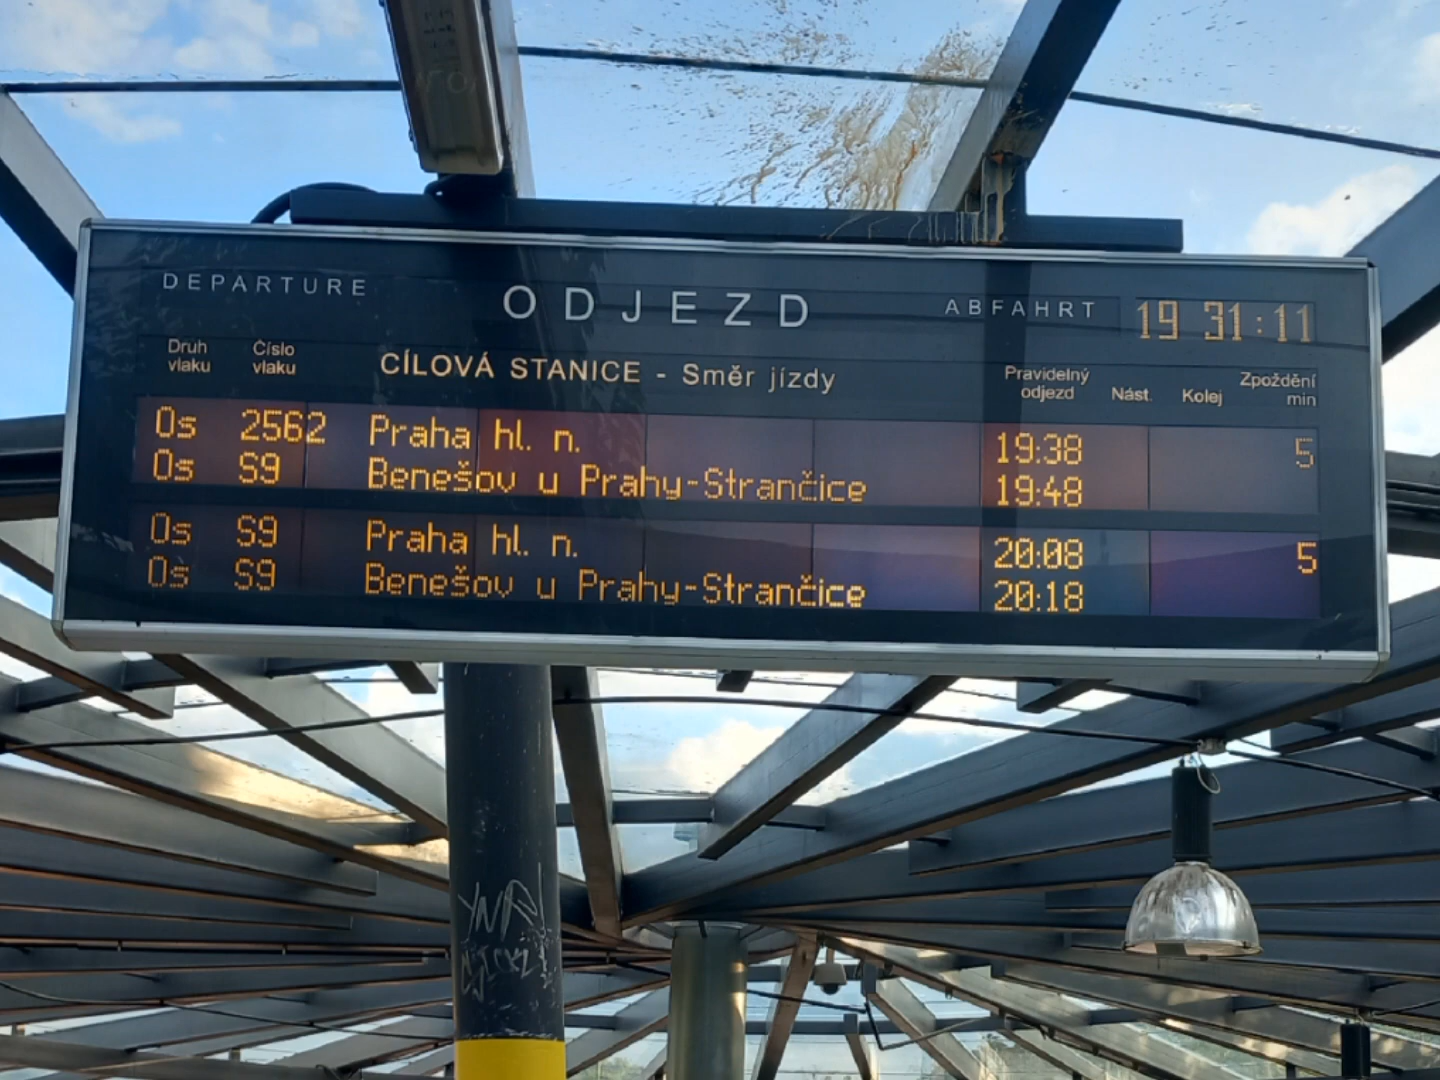 DEPARTURE ODJEZD ABFAHRT 19 31:11
Druh vlaku Číslo vlaku CÍLOVÁ STANICE - Směr jízdy Pravidelný odjezd Nást. Kolej Zpoždění min
Os 2562 Praha hl. n. 19:38 5
Os S9 Benešov u Prahy-Strančice 19:48
Os S9 Praha hl. n. 20:08 5
Os S9 Benešov u Prahy-Strančice 20:18